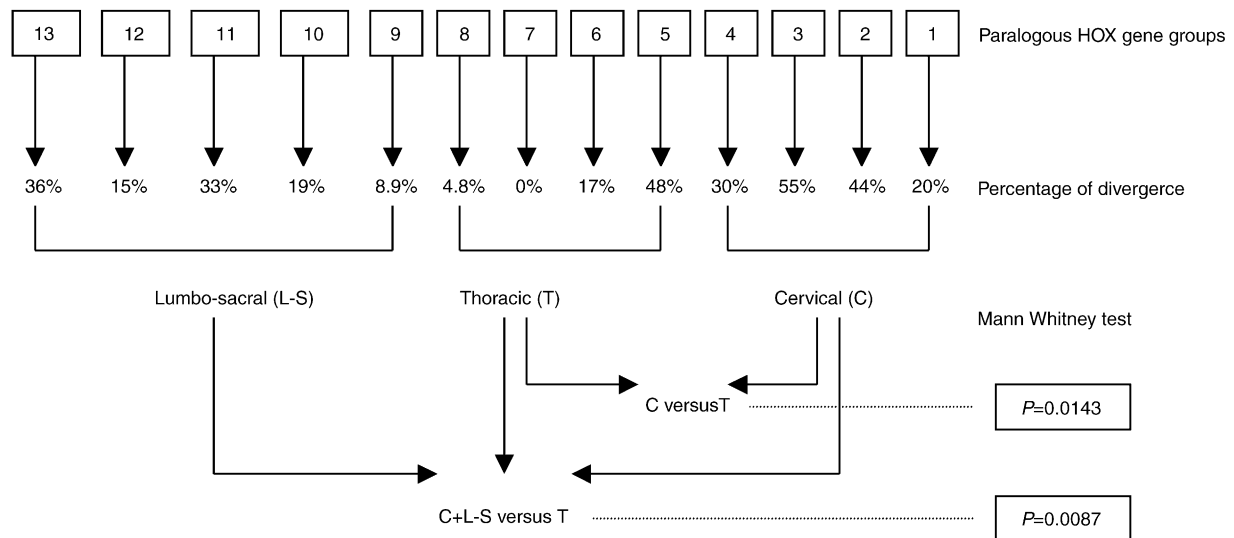 13 12 11 10 9 8 7 6 5 4 3 2 1 Paralogous HOX gene groups
36% 15% 33% 19% 8.9% 4.8% 0% 17% 48% 30% 55% 44% 20% Percentage of divergerce
Lumbo-sacral (L-S) Thoracic (T) Cervical (C)
Mann Whitney test
C versusT P=0.0143
C+L-S versus T P=0.0087